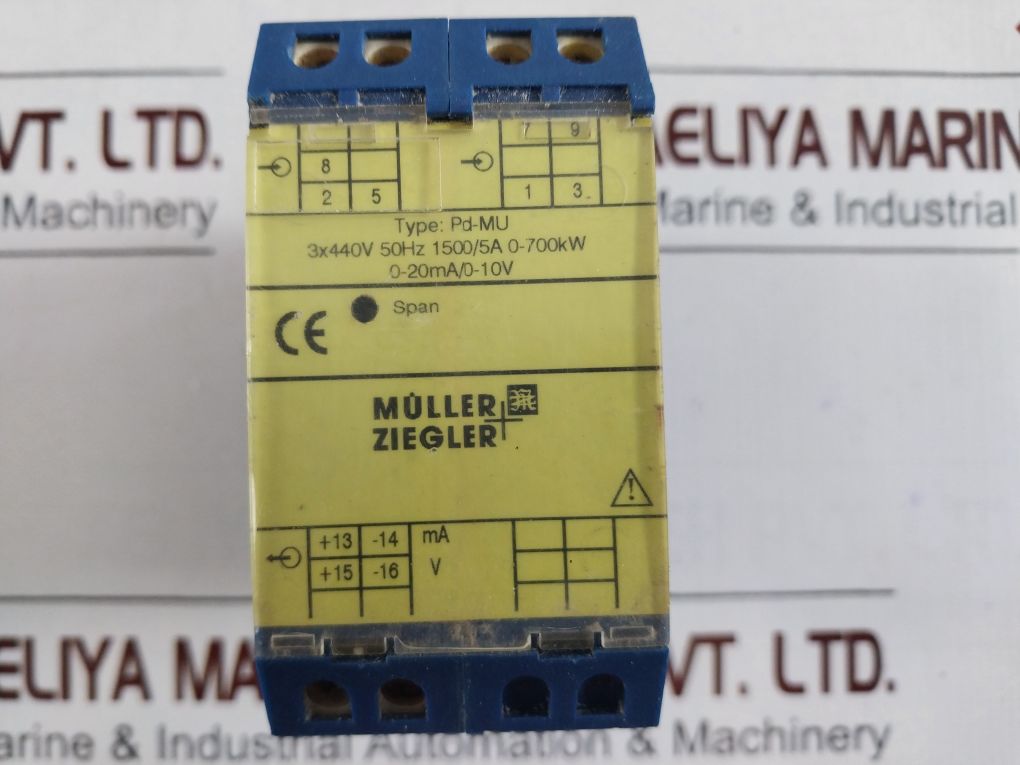 VT. LTD.
Machinery
AELIYA MARIN
Marine & Industrial
7 9
8
2 5
1 3
Type: Pd-MU
3x440V 50Hz 1500/5A 0-700kW
0-20mA/0-10V
CE Span
MÜLLER
ZIEGLER
+13 -14 mA
+15 -16 V
ELIYA MA
VT. LTD.
arine & Industrial Automation & Machinery